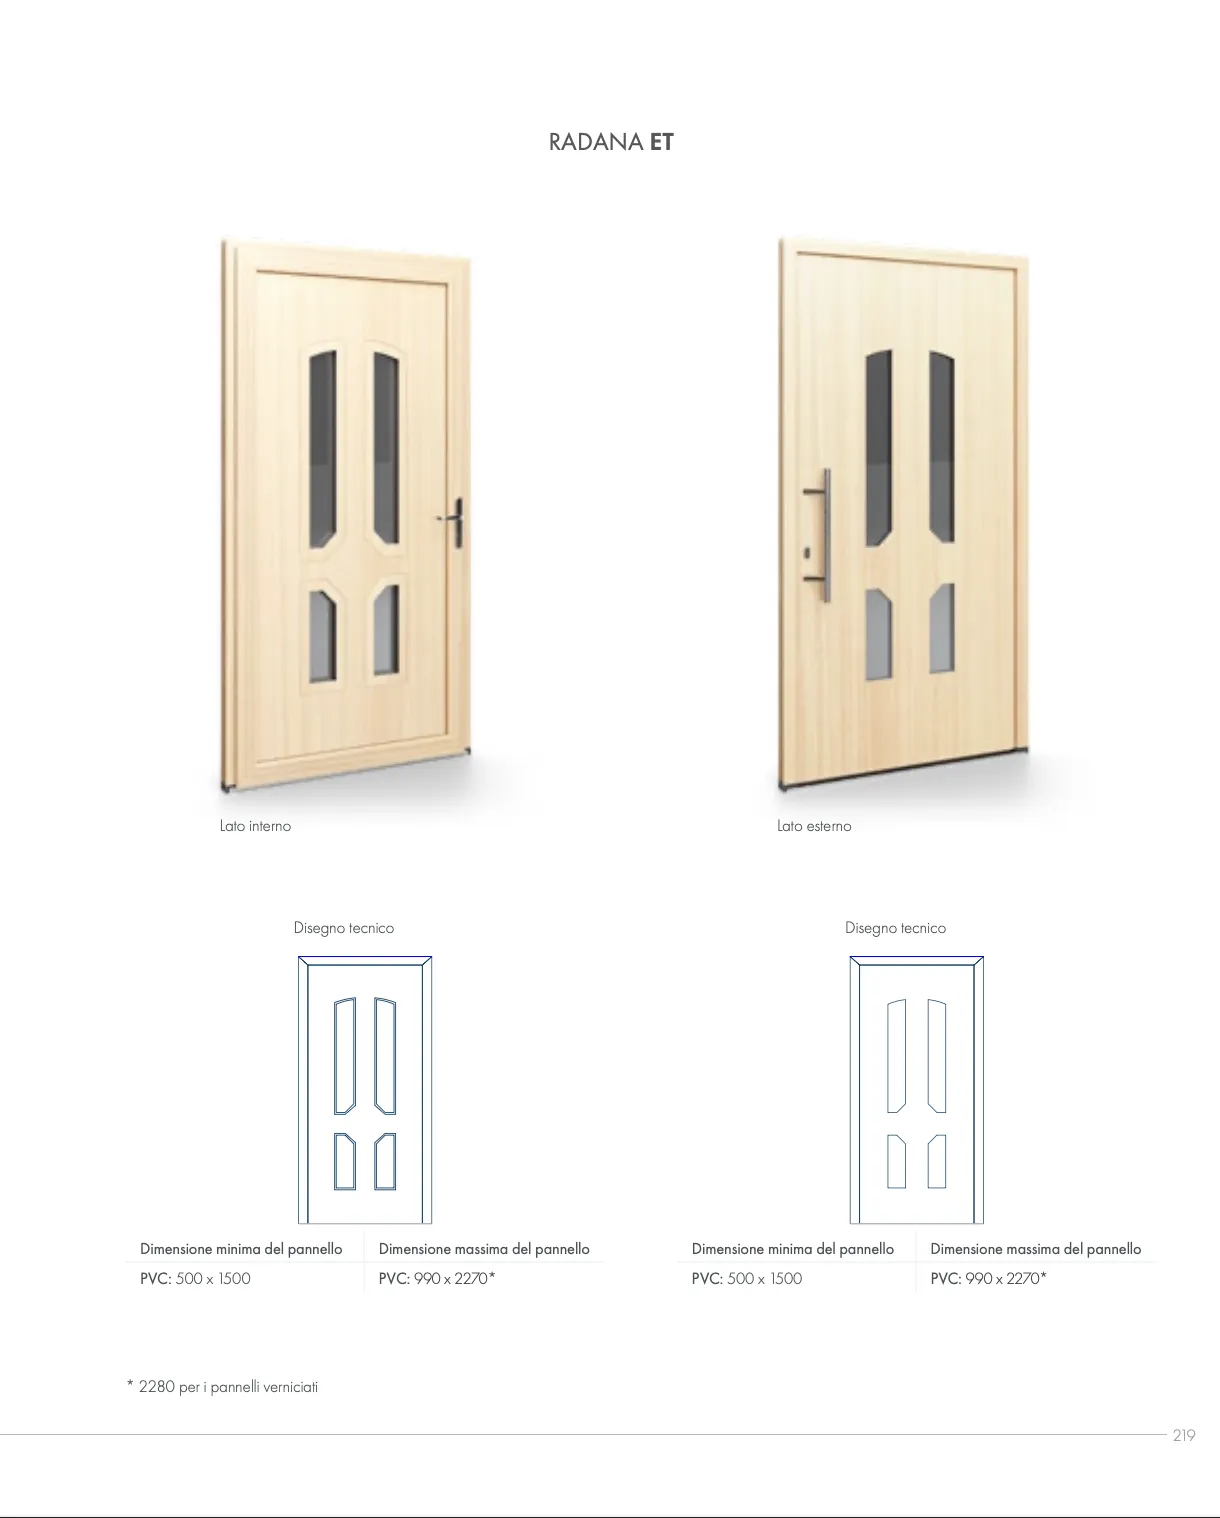 RADANA ET
Lato interno
Lato esterno
Disegno tecnico
Disegno tecnico
Dimensione minima del pannello
Dimensione massima del pannello
PVC: 500 x 1500
PVC: 990 x 2270*
Dimensione minima del pannello
Dimensione massima del pannello
PVC: 500 x 1500
PVC: 990 x 2270*
* 2280 per i pannelli verniciati
219